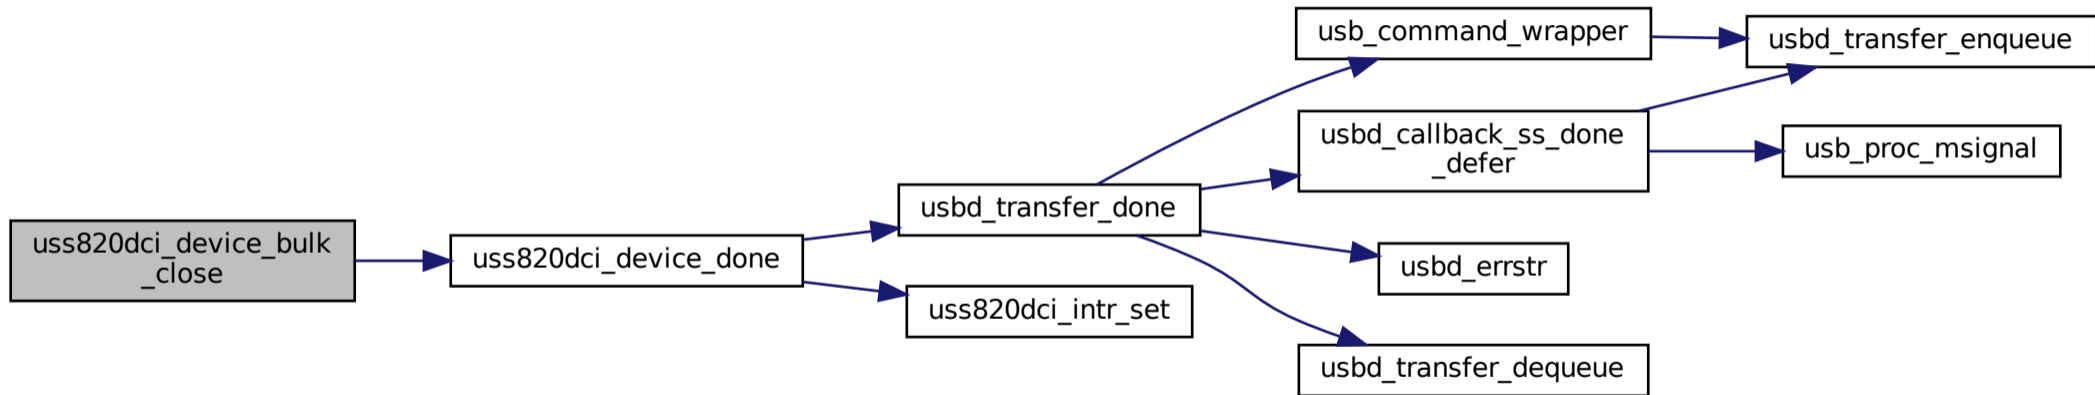 uss820dci_device_bulk
_close
uss820dci_device_done
usbd_transfer_done
uss820dci_intr_set
usb_command_wrapper
usbd_callback_ss_done
_defer
usbd_errstr
usbd_transfer_dequeue
usbd_transfer_enqueue
usb_proc_msignal